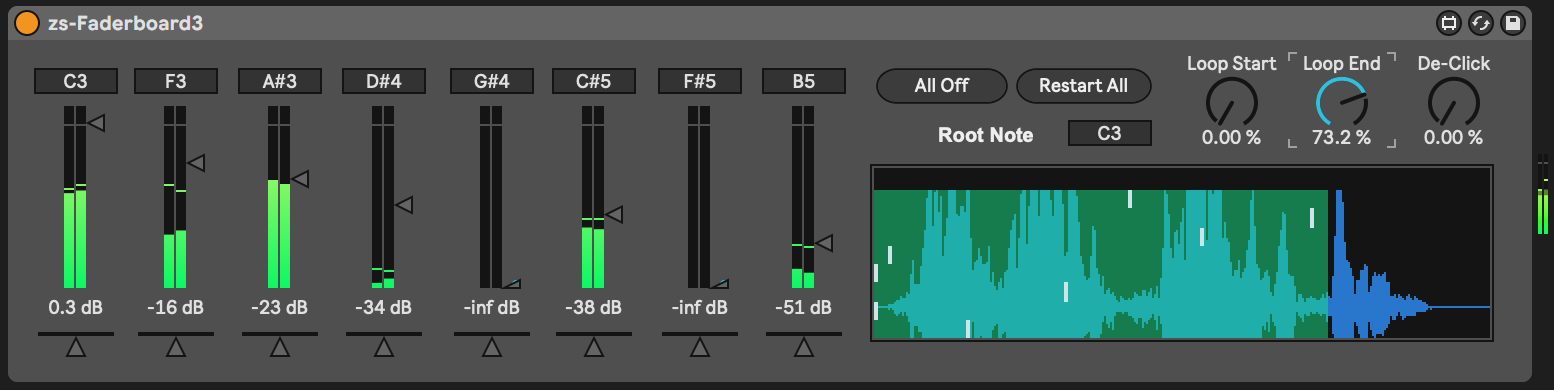 zs-Faderboard3
C3 F3 A#3 D#4 G#4 C#5 F#5 B5
0.3 dB -16 dB -23 dB -34 dB -inf dB -38 dB -inf dB -51 dB
All Off Restart All
Root Note C3
Loop Start Loop End De-Click
0.00 % 73.2 % 0.00 %